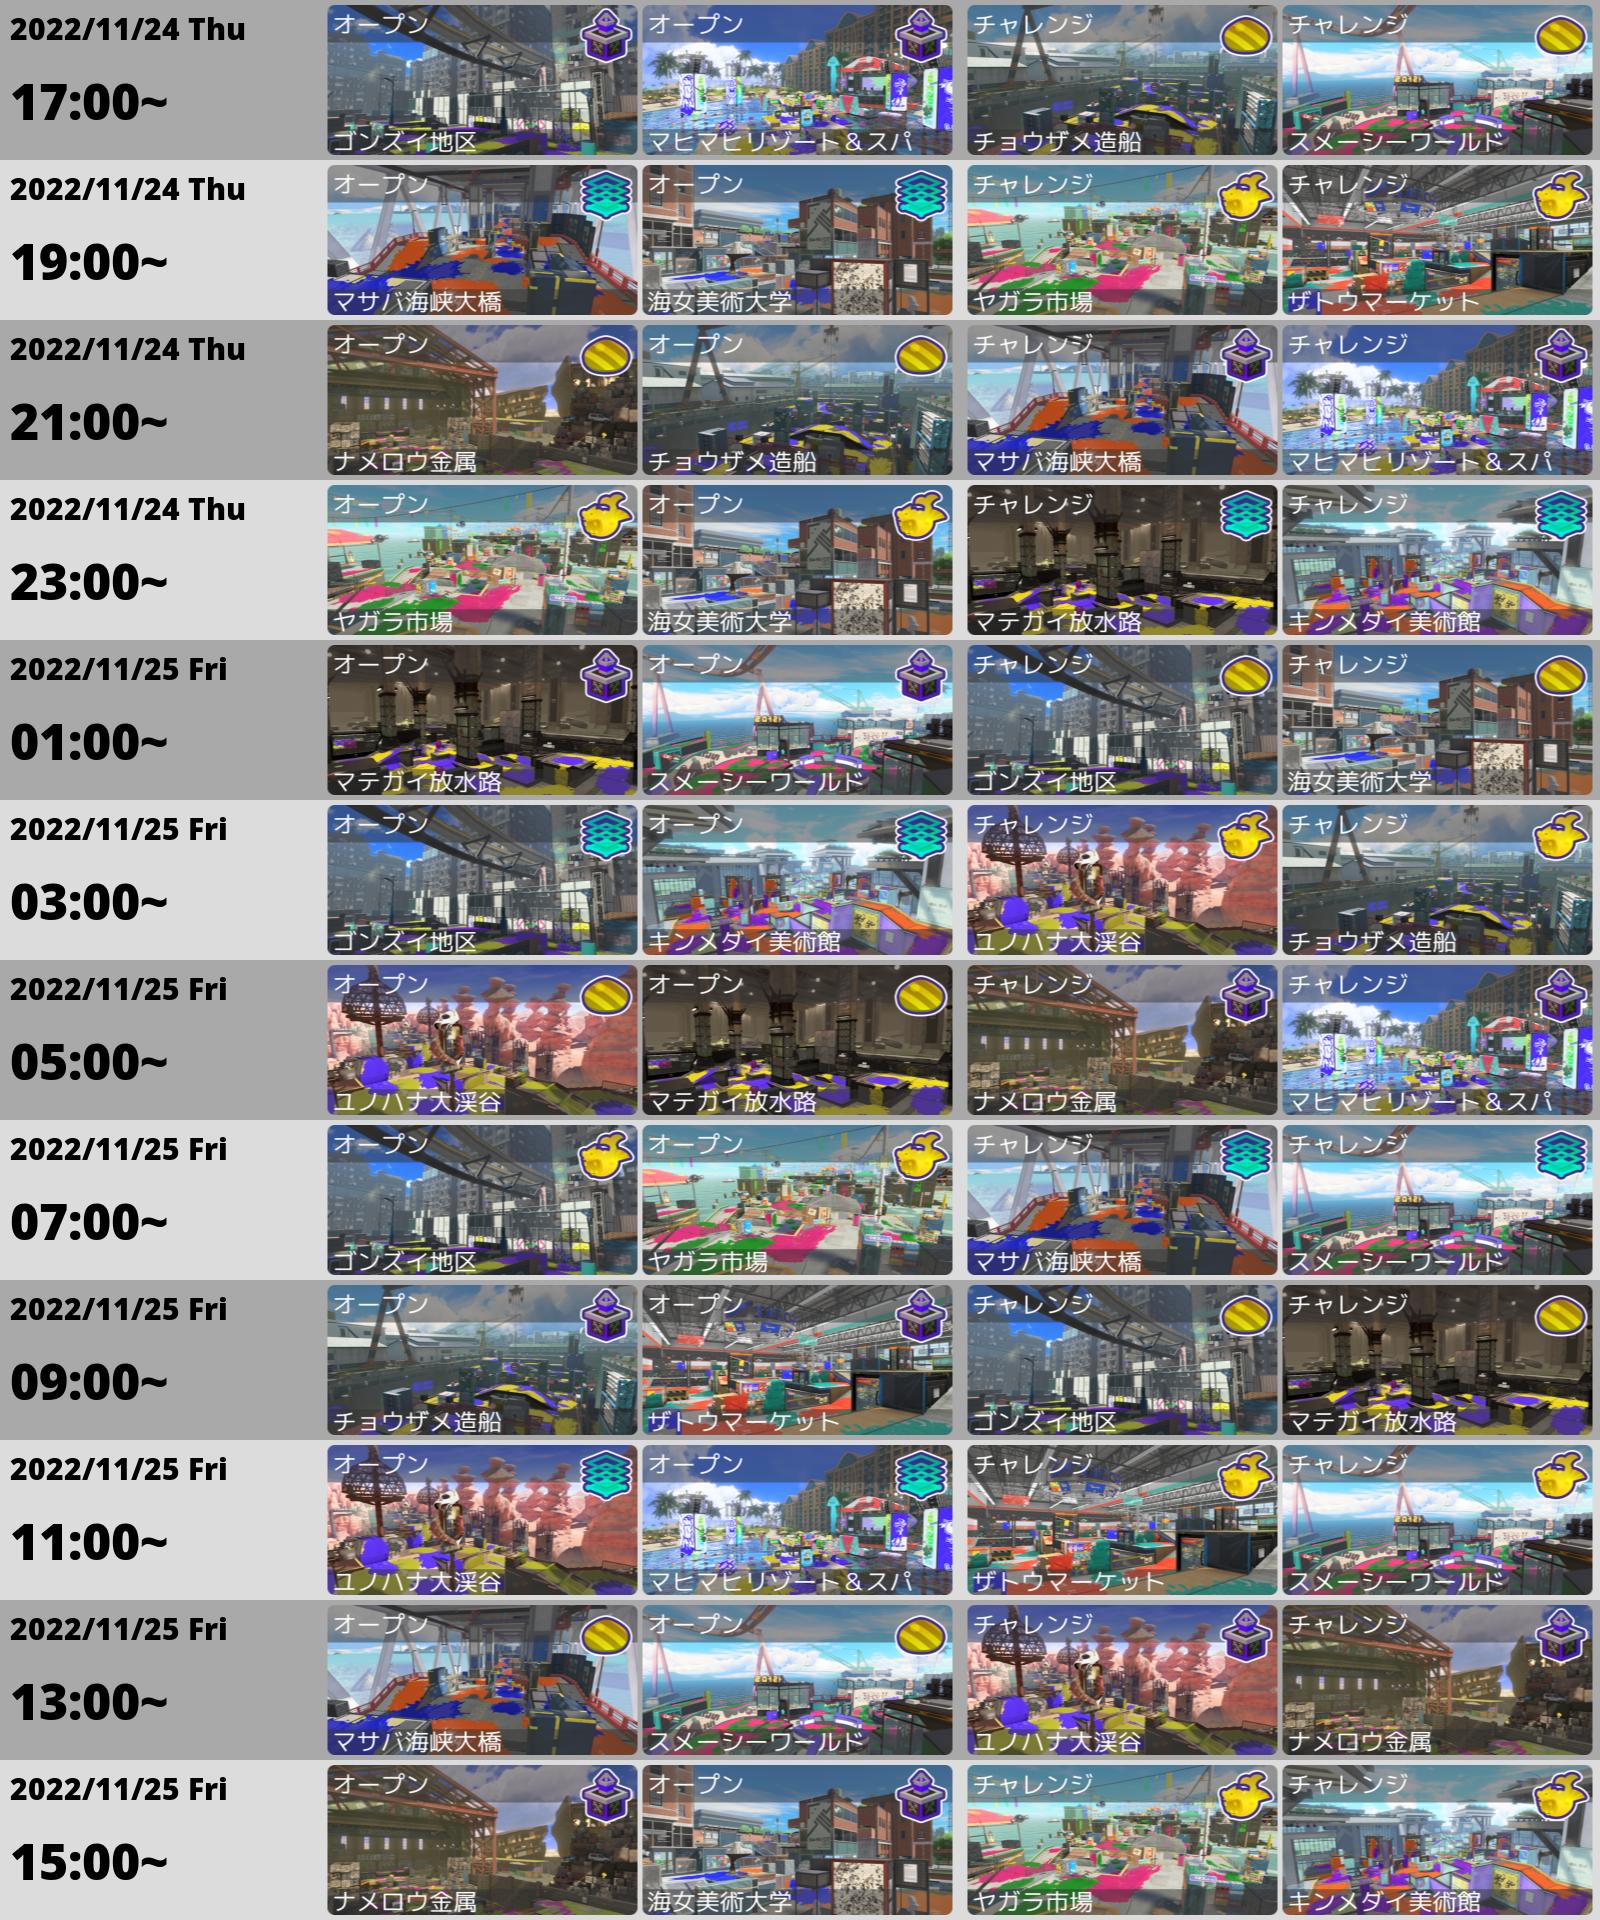 2022/11/24 Thu
17:00~
オープン
ゴンズイ地区
オープン
マヒマヒリゾート＆スパ
チャレンジ
チョウザメ造船
チャレンジ
スメーシーワールド
2022/11/24 Thu
19:00~
オープン
マサバ海峡大橋
オープン
海女美術大学
チャレンジ
ヤガラ市場
チャレンジ
ザトウマーケット
2022/11/24 Thu
21:00~
オープン
ナメロウ金属
オープン
チョウザメ造船
チャレンジ
マサバ海峡大橋
チャレンジ
マヒマヒリゾート＆スパ
2022/11/24 Thu
23:00~
オープン
ヤガラ市場
オープン
海女美術大学
チャレンジ
マテガイ放水路
チャレンジ
キンメダイ美術館
2022/11/25 Fri
01:00~
オープン
マテガイ放水路
オープン
スメーシーワールド
チャレンジ
ゴンズイ地区
チャレンジ
海女美術大学
2022/11/25 Fri
03:00~
オープン
ゴンズイ地区
オープン
キンメダイ美術館
チャレンジ
ユノハナ大渓谷
チャレンジ
チョウザメ造船
2022/11/25 Fri
05:00~
オープン
ユノハナ大渓谷
オープン
マテガイ放水路
チャレンジ
ナメロウ金属
チャレンジ
マヒマヒリゾート＆スパ
2022/11/25 Fri
07:00~
オープン
ゴンズイ地区
オープン
ヤガラ市場
チャレンジ
マサバ海峡大橋
チャレンジ
スメーシーワールド
2022/11/25 Fri
09:00~
オープン
チョウザメ造船
オープン
ザトウマーケット
チャレンジ
ゴンズイ地区
チャレンジ
マテガイ放水路
2022/11/25 Fri
11:00~
オープン
ユノハナ大渓谷
オープン
マヒマヒリゾート＆スパ
チャレンジ
ザトウマーケット
チャレンジ
スメーシーワールド
2022/11/25 Fri
13:00~
オープン
マサバ海峡大橋
オープン
スメーシーワールド
チャレンジ
ユノハナ大渓谷
チャレンジ
ナメロウ金属
2022/11/25 Fri
15:00~
オープン
ナメロウ金属
オープン
海女美術大学
チャレンジ
ヤガラ市場
チャレンジ
キンメダイ美術館